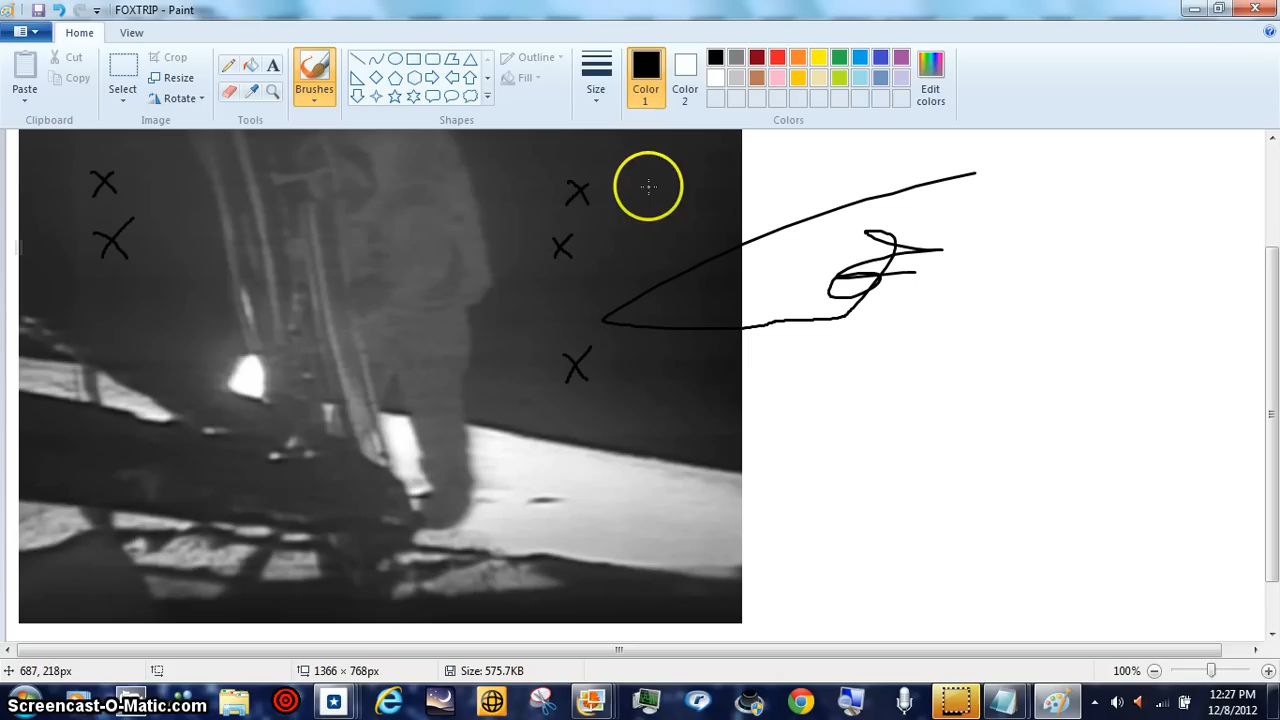 FOXTRIP - Paint
Home View
Paste
Cut
Copy
Clipboard
Select
Crop
Resize
Rotate
Image
A
Tools
Brushes
Outline
Fill
Shapes
Size
Color 1
Color 2
Edit colors
Colors
X
X
X
X
X
687, 218px
1366 × 768px
Size: 575.7KB
100%
Screencast-O-Matic.com
12:27 PM
12/8/2012